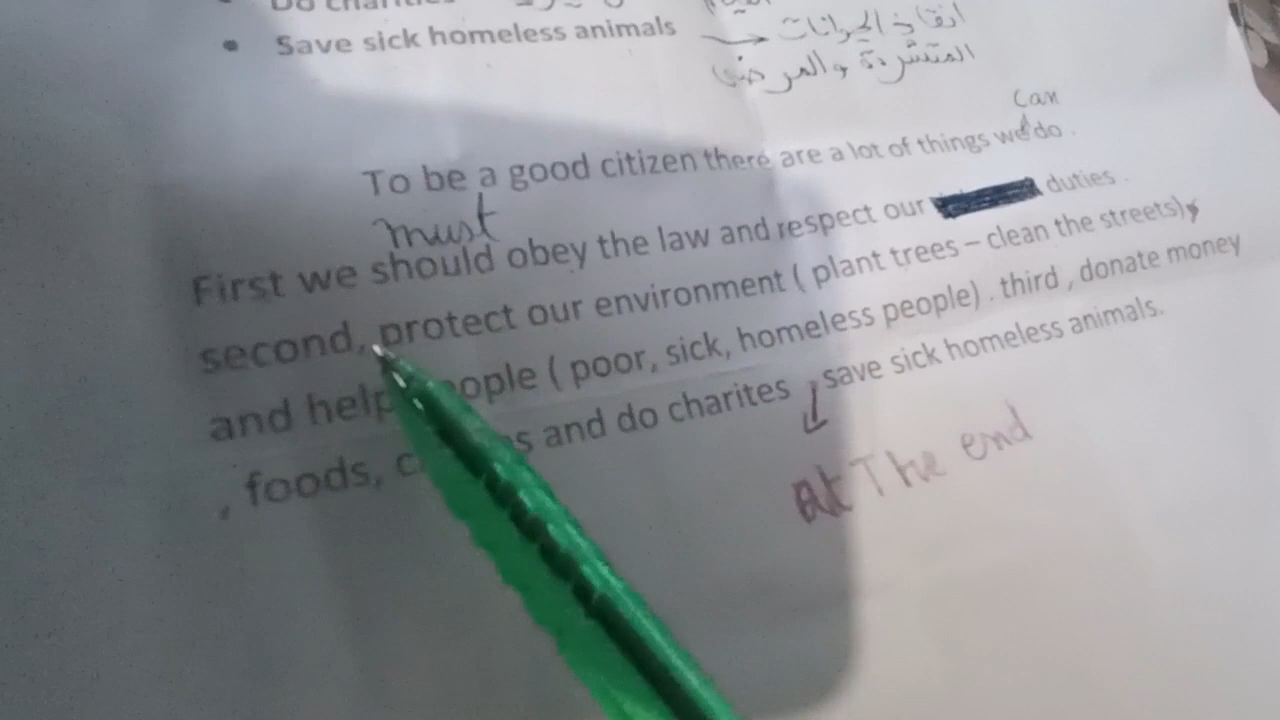 Do charities
• Save sick homeless animals
انقاذ الحيوانات
المتشردة والمرضى
can
To be a good citizen there are a lot of things we do .
must
First we should obey the law and respect our duties .
second, protect our environment ( plant trees – clean the streets),
and help people ( poor, sick, homeless people) . third , donate money
, foods, and do charites , save sick homeless animals.
at The end